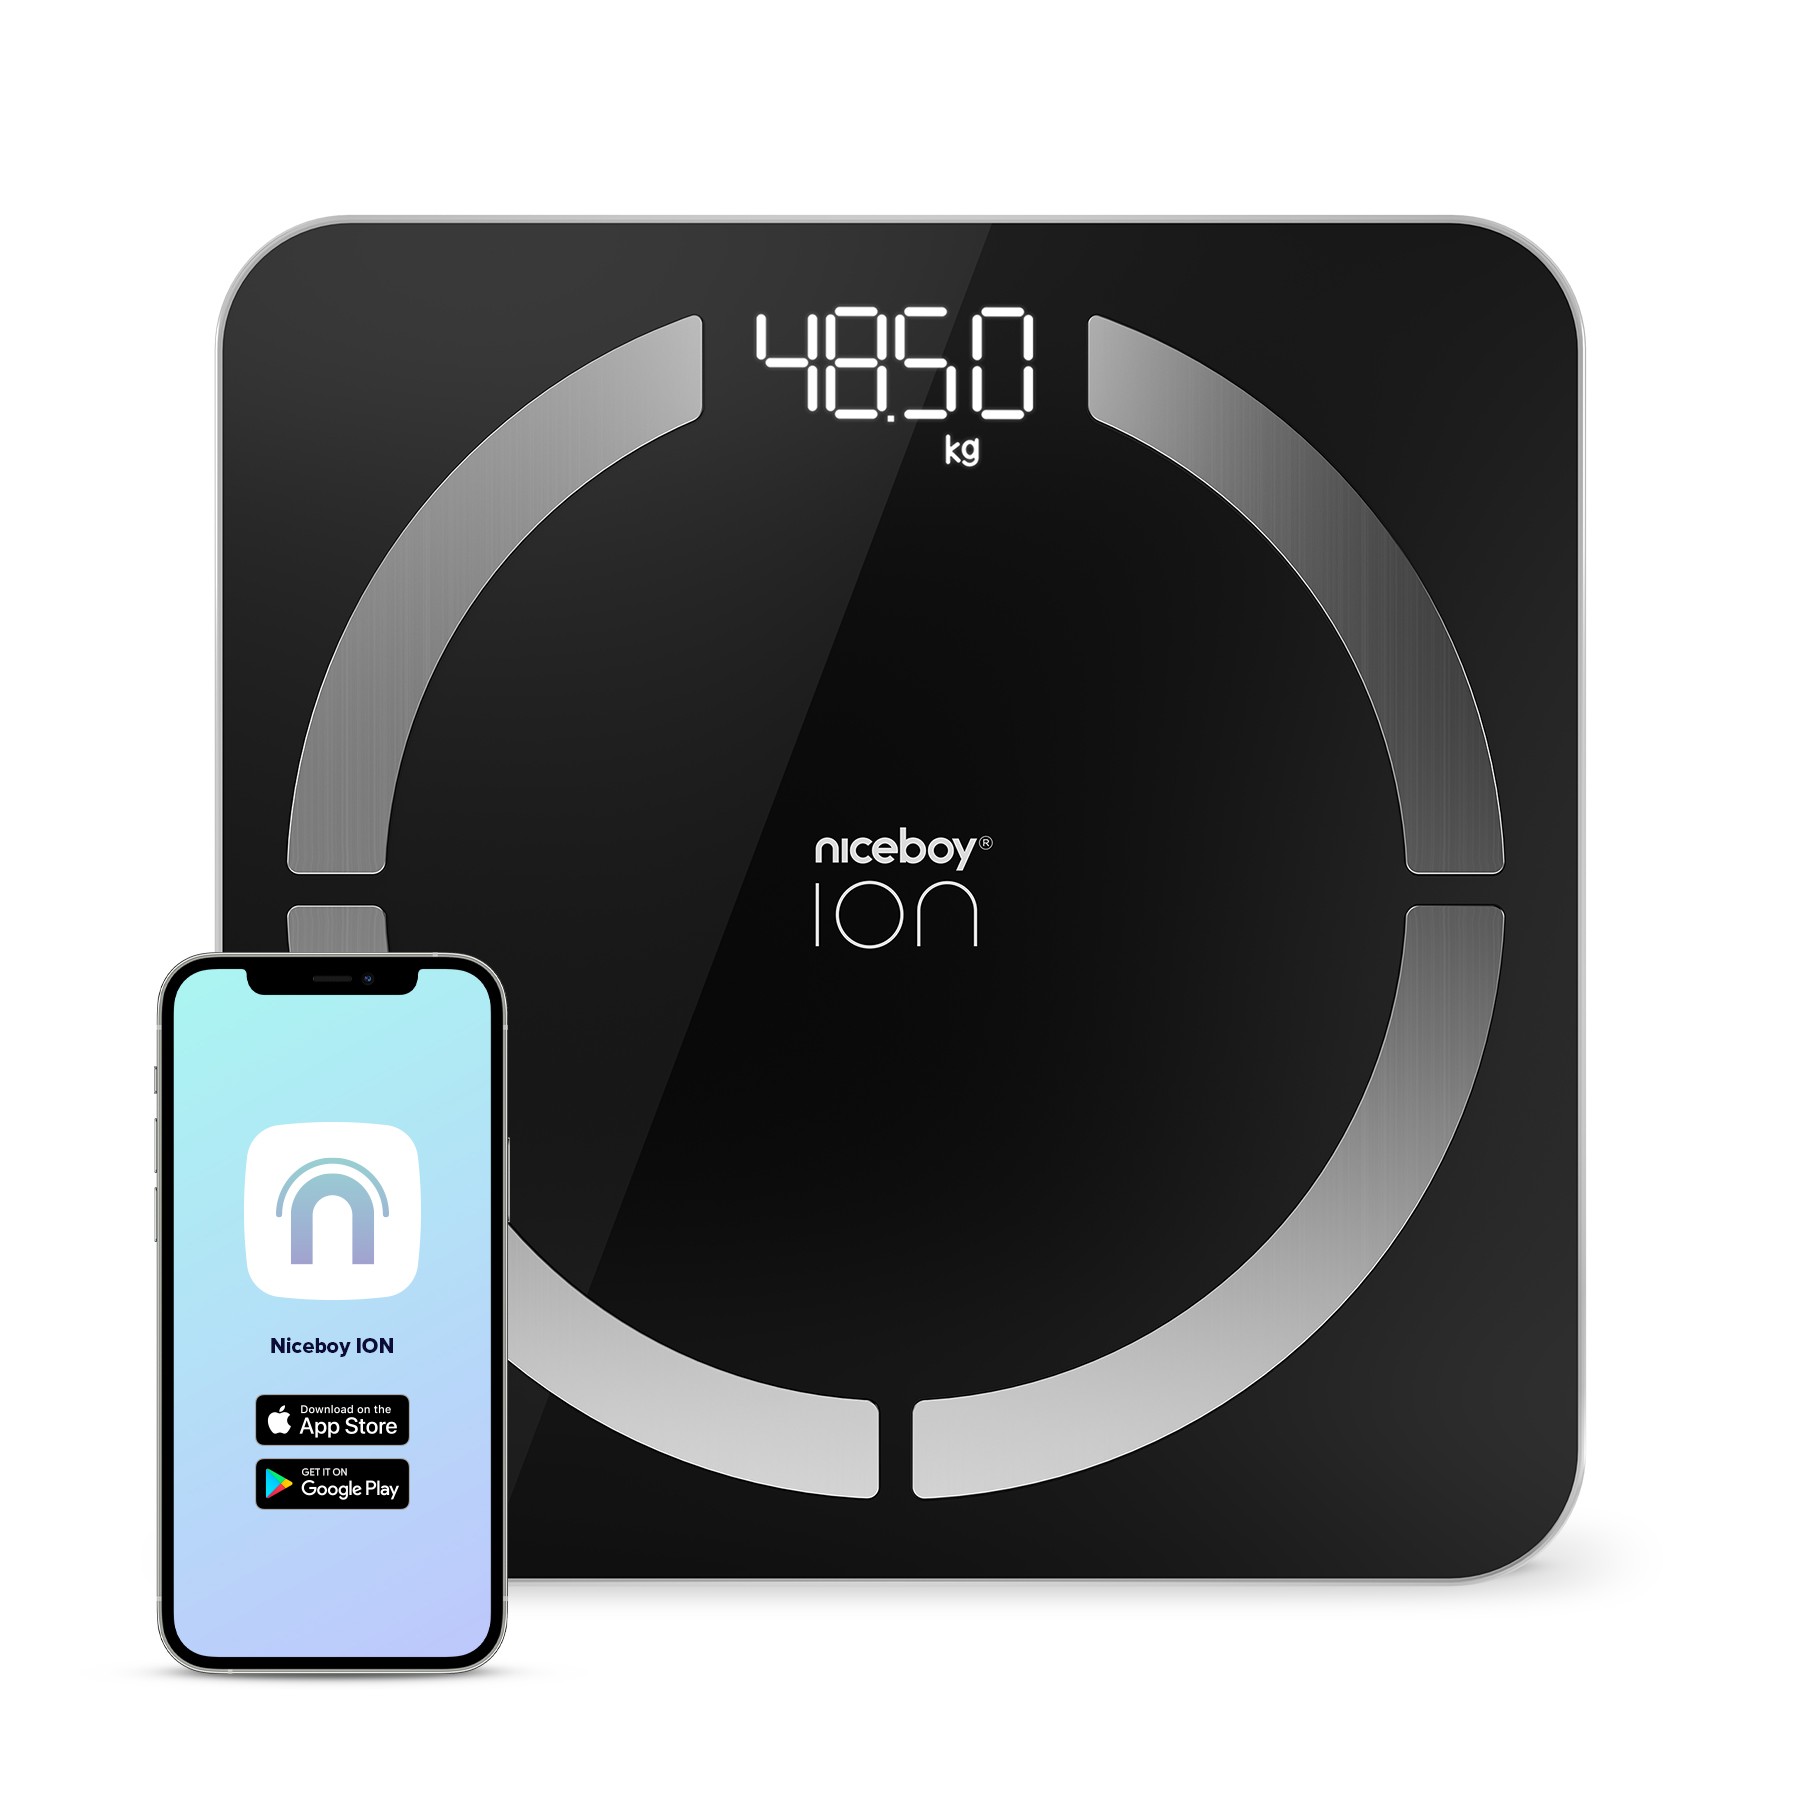 48.50
kg
niceboy®
ION
Niceboy ION
Download on the
App Store
GET IT ON
Google Play